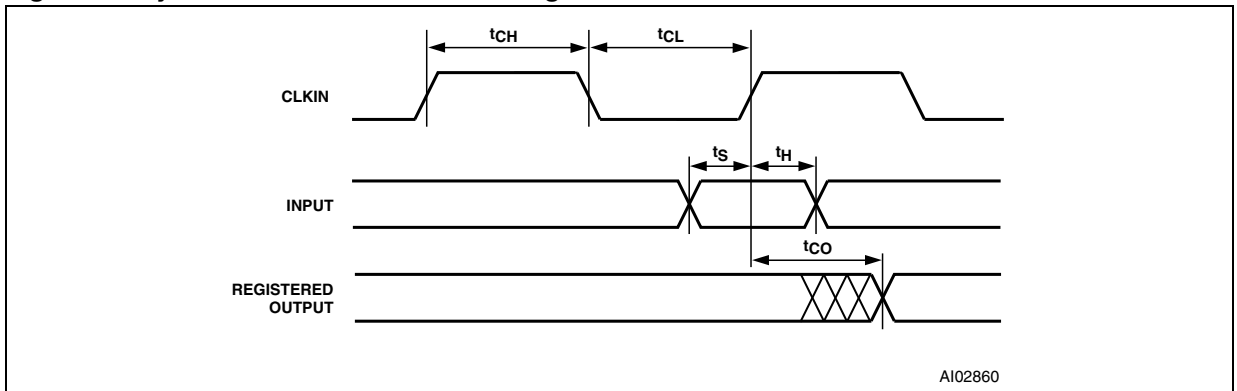 tCH
tCL
CLKIN
tS
tH
INPUT
tCO
REGISTERED
OUTPUT
AI02860